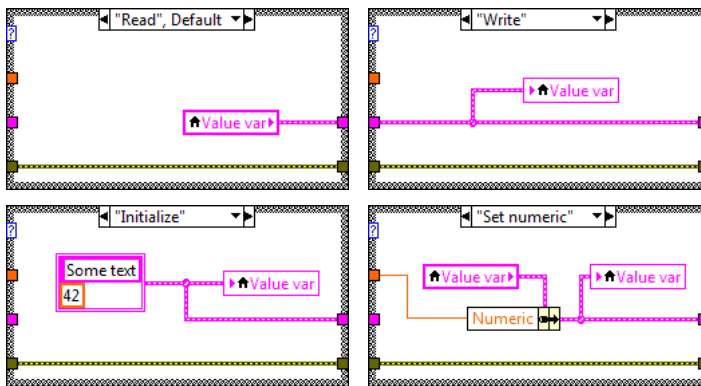 "Read", Default
?
Value var
"Write"
?
Value var
"Initialize"
?
Some text
42
Value var
"Set numeric"
?
Value var
Value var
Numeric